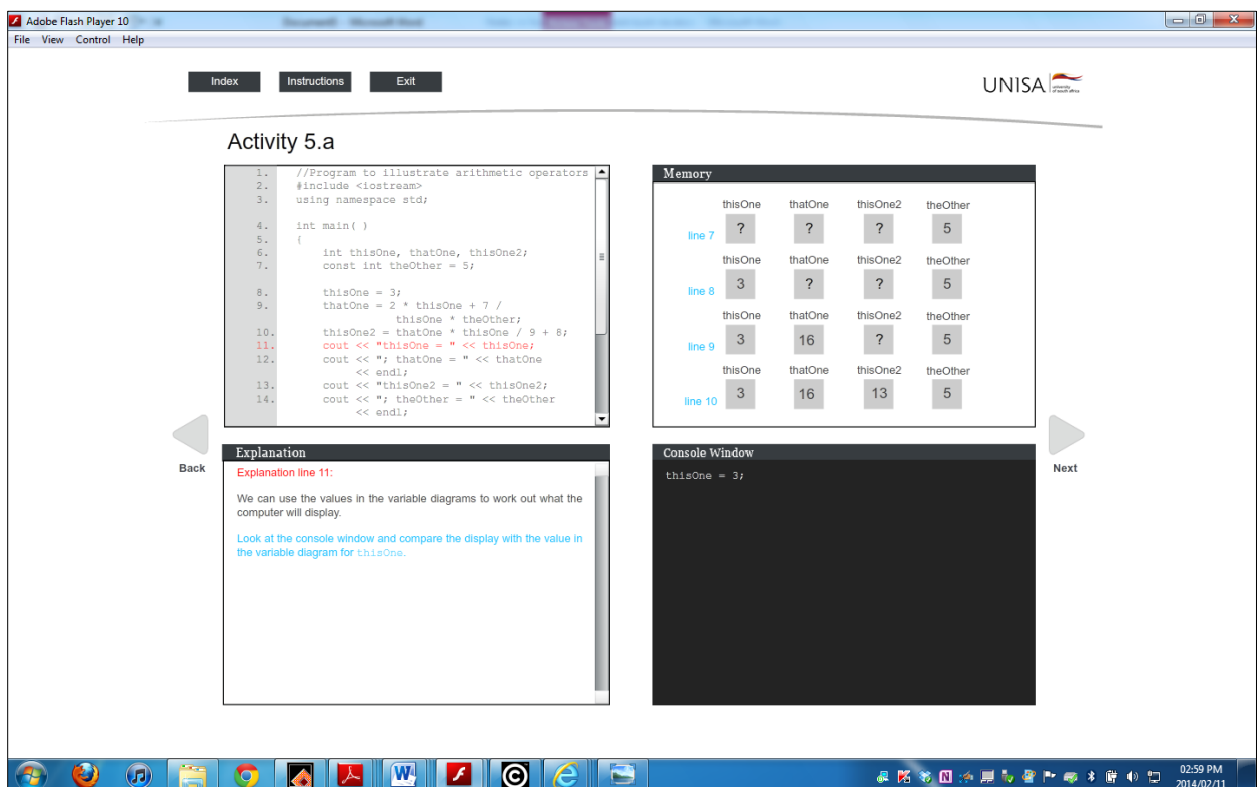 Adobe Flash Player 10
File View Control Help
Index Instructions Exit
UNISA university of south africa
Activity 5.a
1. //Program to illustrate arithmetic operators
2. #include <iostream>
3. using namespace std;
4. int main( )
5. {
6. int thisOne, thatOne, thisOne2;
7. const int theOther = 5;
8. thisOne = 3;
9. thatOne = 2 * thisOne + 7 /
thisOne * theOther;
10. thisOne2 = thatOne * thisOne / 9 + 8;
11. cout << "thisOne = " << thisOne;
12. cout << "; thatOne = " << thatOne
<< endl;
13. cout << "thisOne2 = " << thisOne2;
14. cout << "; theOther = " << theOther
<< endl;
Memory
thisOne thatOne thisOne2 theOther
line 7 ? ? ? 5
thisOne thatOne thisOne2 theOther
line 8 3 ? ? 5
thisOne thatOne thisOne2 theOther
line 9 3 16 ? 5
thisOne thatOne thisOne2 theOther
line 10 3 16 13 5
Back
Explanation
Explanation line 11:
We can use the values in the variable diagrams to work out what the
computer will display.
Look at the console window and compare the display with the value in
the variable diagram for thisOne.
Console Window
thisOne = 3;
Next
02:59 PM
2014/02/11